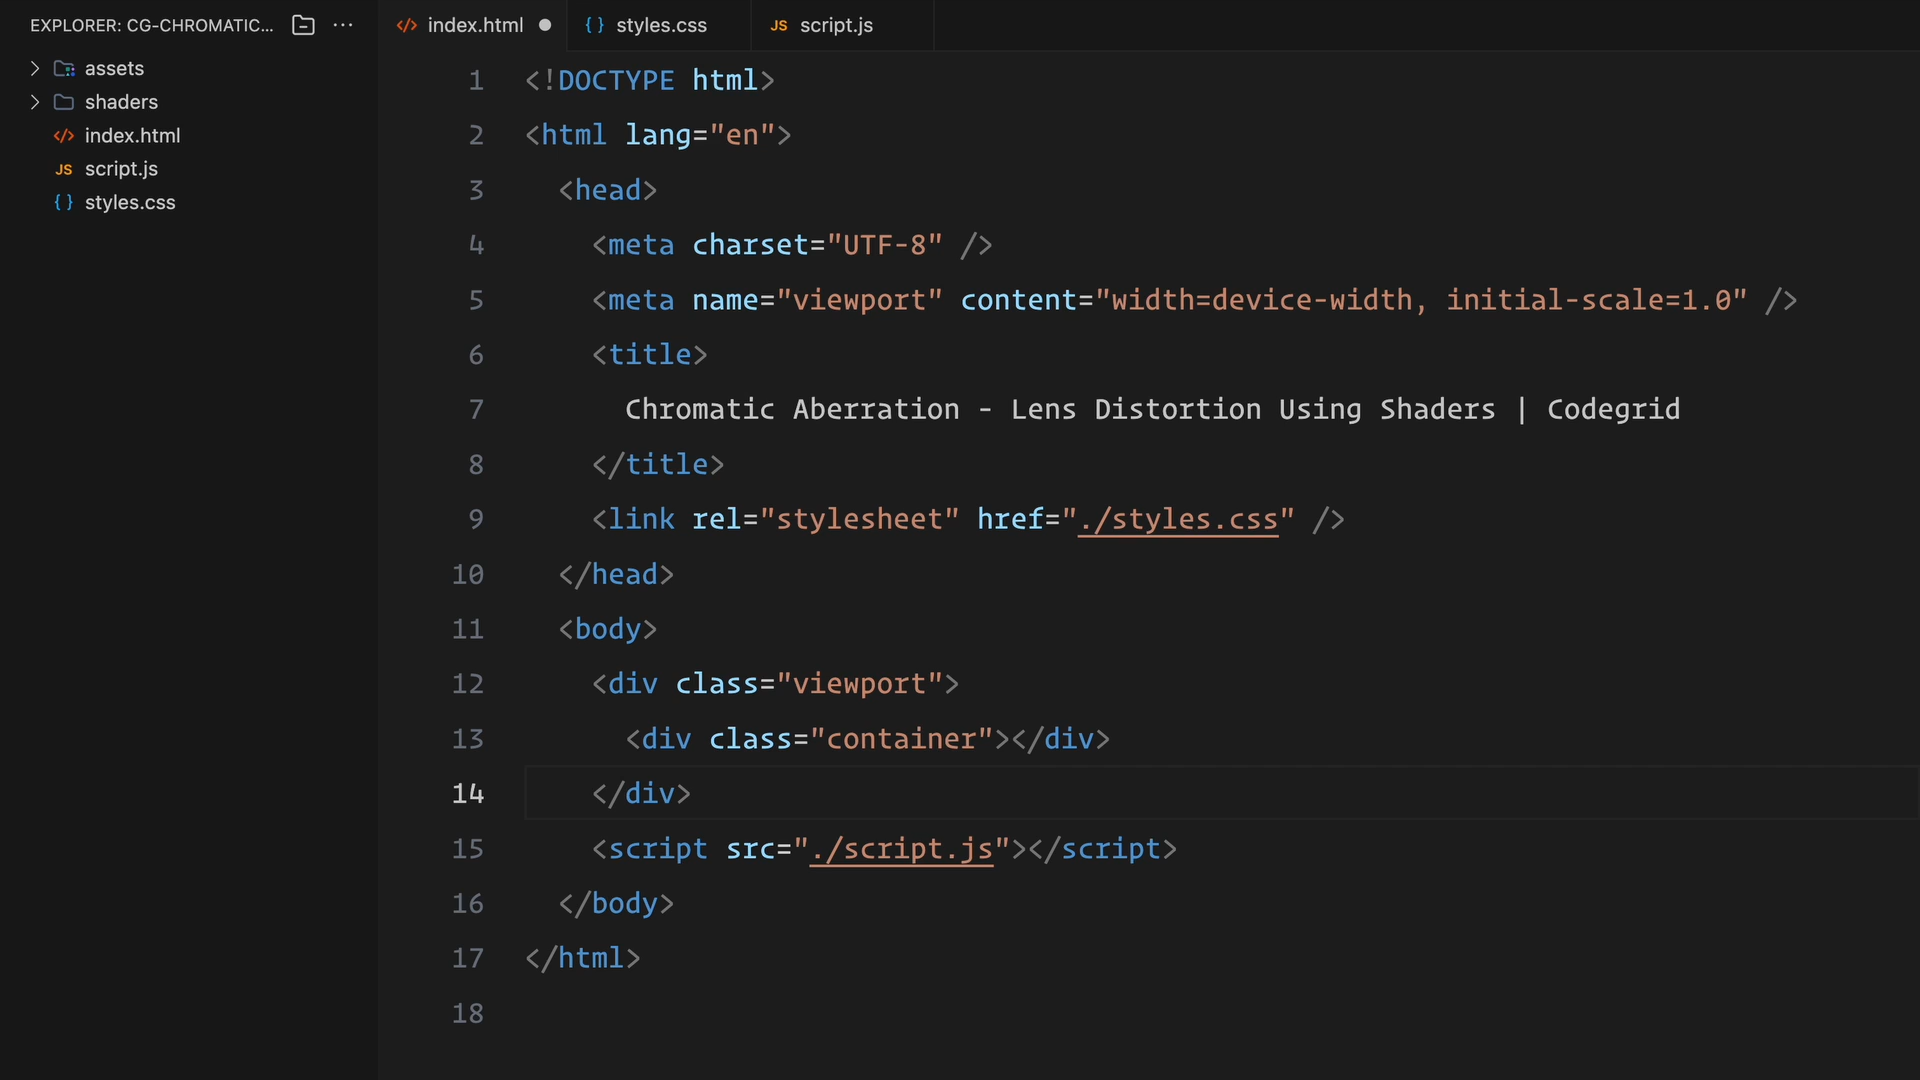 EXPLORER: CG-CHROMATIC...
assets
shaders
index.html
JS script.js
{ } styles.css
</> index.html
{ } styles.css
JS script.js
1 <!DOCTYPE html>
2 <html lang="en">
3 <head>
4 <meta charset="UTF-8" />
5 <meta name="viewport" content="width=device-width, initial-scale=1.0" />
6 <title>
7 Chromatic Aberration - Lens Distortion Using Shaders | Codegrid
8 </title>
9 <link rel="stylesheet" href="./styles.css" />
10 </head>
11 <body>
12 <div class="viewport">
13 <div class="container"></div>
14 </div>
15 <script src="./script.js"></script>
16 </body>
17 </html>
18